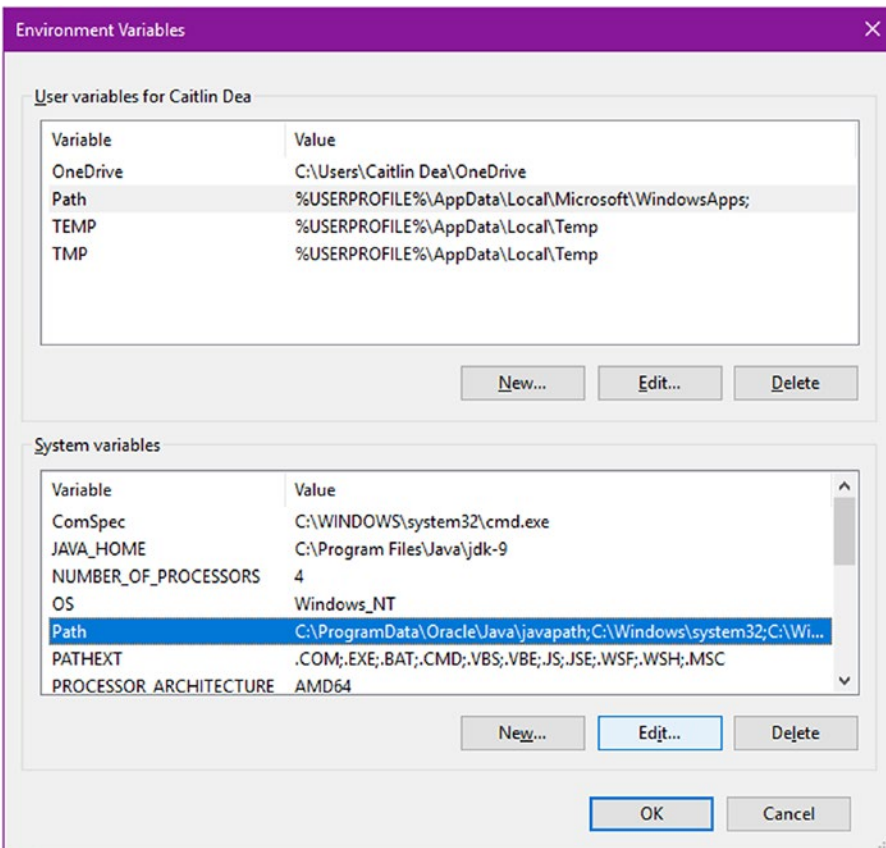 Environment Variables
User variables for Caitlin Dea
Variable Value
OneDrive C:\Users\Caitlin Dea\OneDrive
Path %USERPROFILE%\AppData\Local\Microsoft\WindowsApps;
TEMP %USERPROFILE%\AppData\Local\Temp
TMP %USERPROFILE%\AppData\Local\Temp
New... Edit... Delete
System variables
Variable Value
ComSpec C:\WINDOWS\system32\cmd.exe
JAVA_HOME C:\Program Files\Java\jdk-9
NUMBER_OF_PROCESSORS 4
OS Windows_NT
Path C:\ProgramData\Oracle\Java\javapath;C:\Windows\system32;C:\Wi...
PATHEXT .COM;.EXE;.BAT;.CMD;.VBS;.VBE;.JS;.JSE;.WSF;.WSH;.MSC
PROCESSOR_ARCHITECTURE AMD64
New... Edit... Delete
OK Cancel